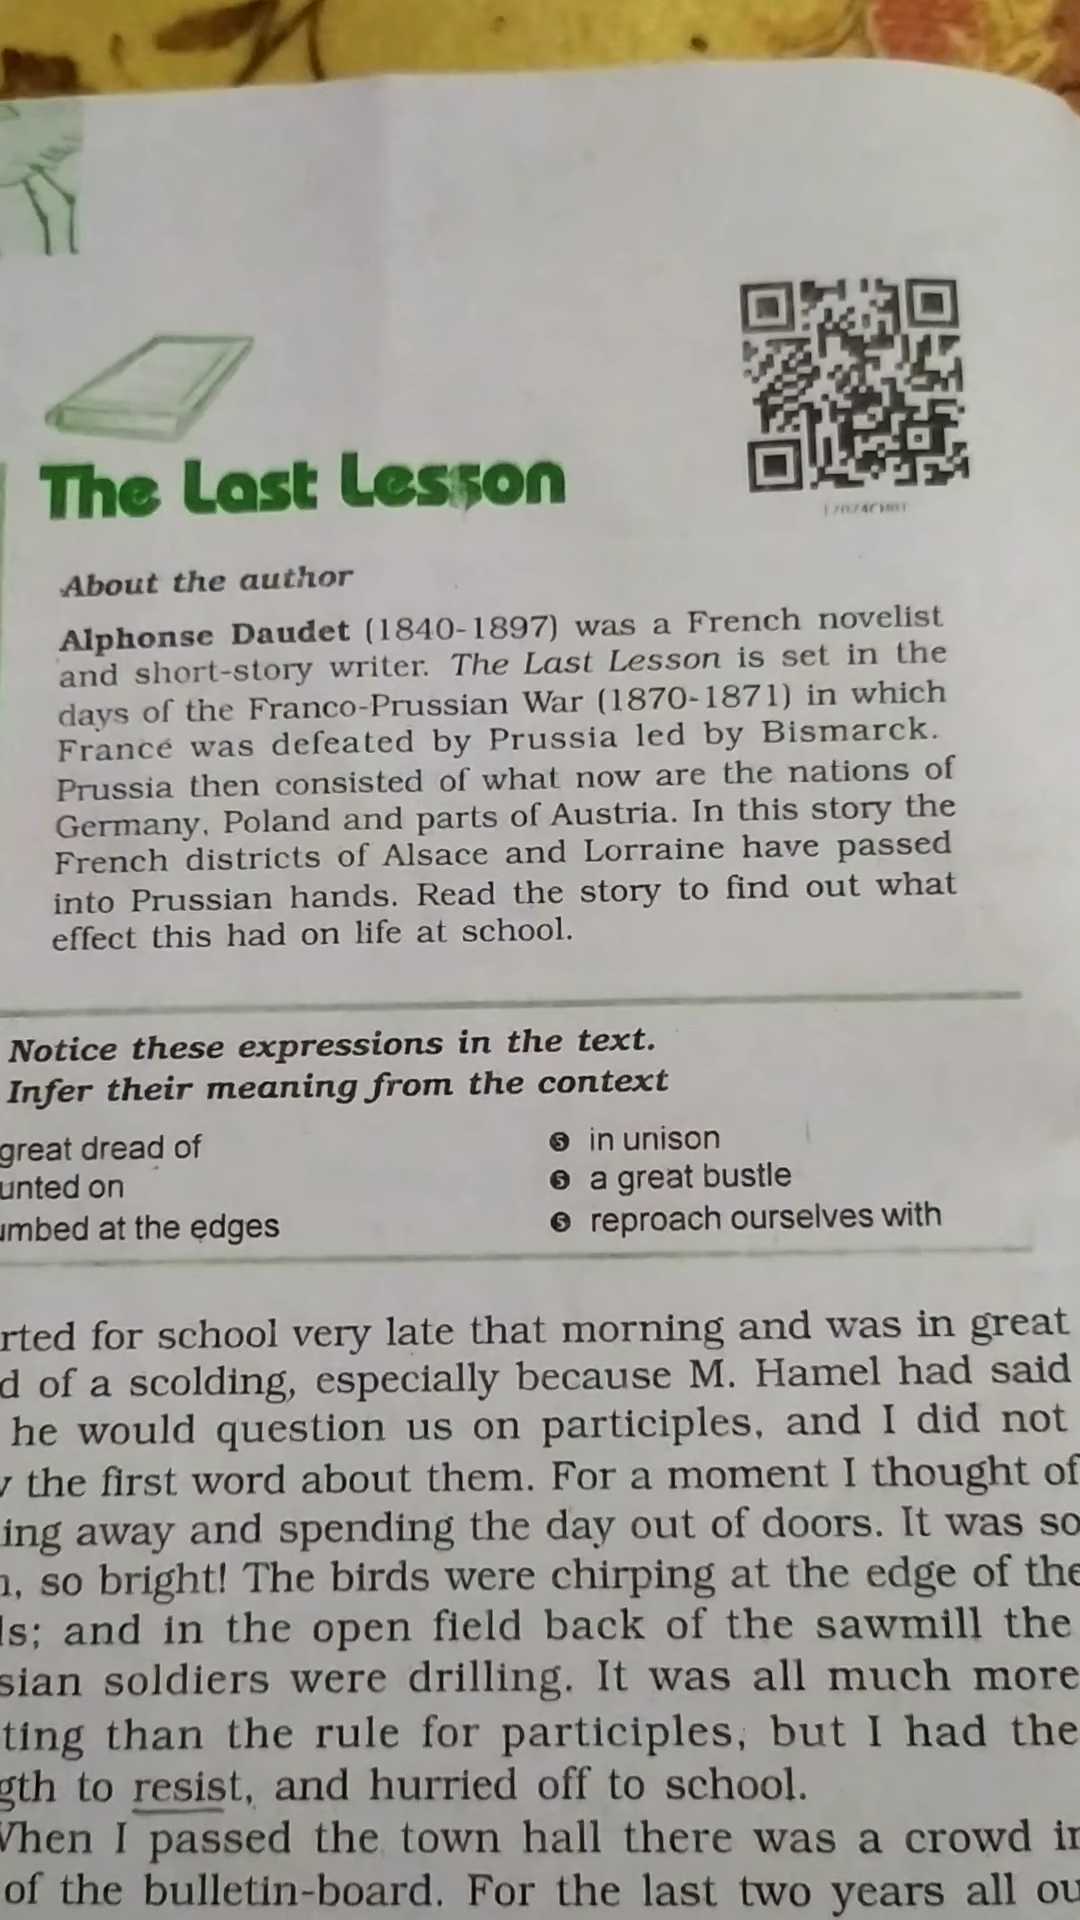 The Last Lesson
About the author
Alphonse Daudet (1840-1897) was a French novelist
and short-story writer. The Last Lesson is set in the
days of the Franco-Prussian War (1870-1871) in which
France was defeated by Prussia led by Bismarck.
Prussia then consisted of what now are the nations of
Germany, Poland and parts of Austria. In this story the
French districts of Alsace and Lorraine have passed
into Prussian hands. Read the story to find out what
effect this had on life at school.
Notice these expressions in the text.
Infer their meaning from the context
great dread of
unted on
umbed at the edges
in unison
a great bustle
reproach ourselves with
rted for school very late that morning and was in great
d of a scolding, especially because M. Hamel had said
he would question us on participles, and I did not
the first word about them. For a moment I thought of
ing away and spending the day out of doors. It was so
, so bright! The birds were chirping at the edge of the
ls; and in the open field back of the sawmill the
sian soldiers were drilling. It was all much more
ting than the rule for participles, but I had the
gth to resist, and hurried off to school.
When I passed the town hall there was a crowd in
of the bulletin-board. For the last two years all ou